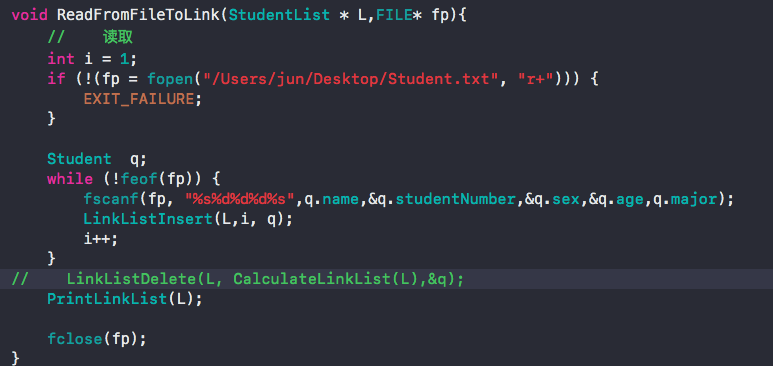 void ReadFromFileToLink(StudentList * L,FILE* fp){
//    读取
int i = 1;
if (!(fp = fopen("/Users/jun/Desktop/Student.txt", "r+"))) {
EXIT_FAILURE;
}
Student  q;
while (!feof(fp)) {
fscanf(fp, "%s%d%d%d%s",q.name,&q.studentNumber,&q.sex,&q.age,q.major);
LinkListInsert(L,i, q);
i++;
}
//    LinkListDelete(L, CalculateLinkList(L),&q);
PrintLinkList(L);
fclose(fp);
}